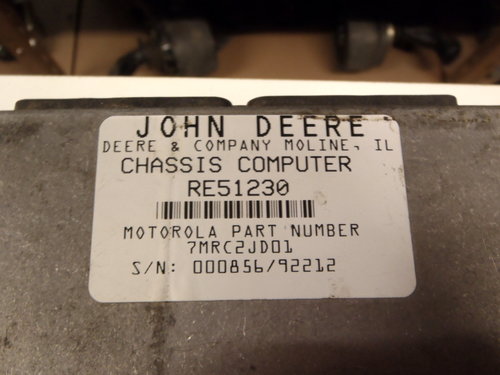 JOHN DEERE
DEERE & COMPANY MOLINE, IL
CHASSIS COMPUTER
RE51230
MOTOROLA PART NUMBER
7MRC2JD01
S/N: 000856/92212